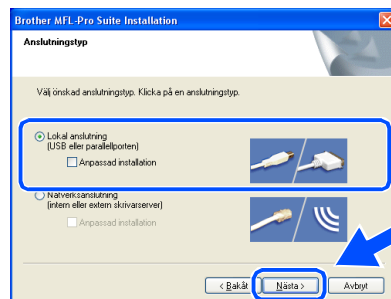 Brother MFL-Pro Suite Installation
Anslutningstyp
Välj önskad anslutningstyp. Klicka på en anslutningstyp.
Lokal anslutning
(USB eller parallellporten)
Anpassad installation
Nätverksanslutning
(intern eller extern skrivarserver)
Anpassad installation
< Bakåt
Nästa >
Avbryt